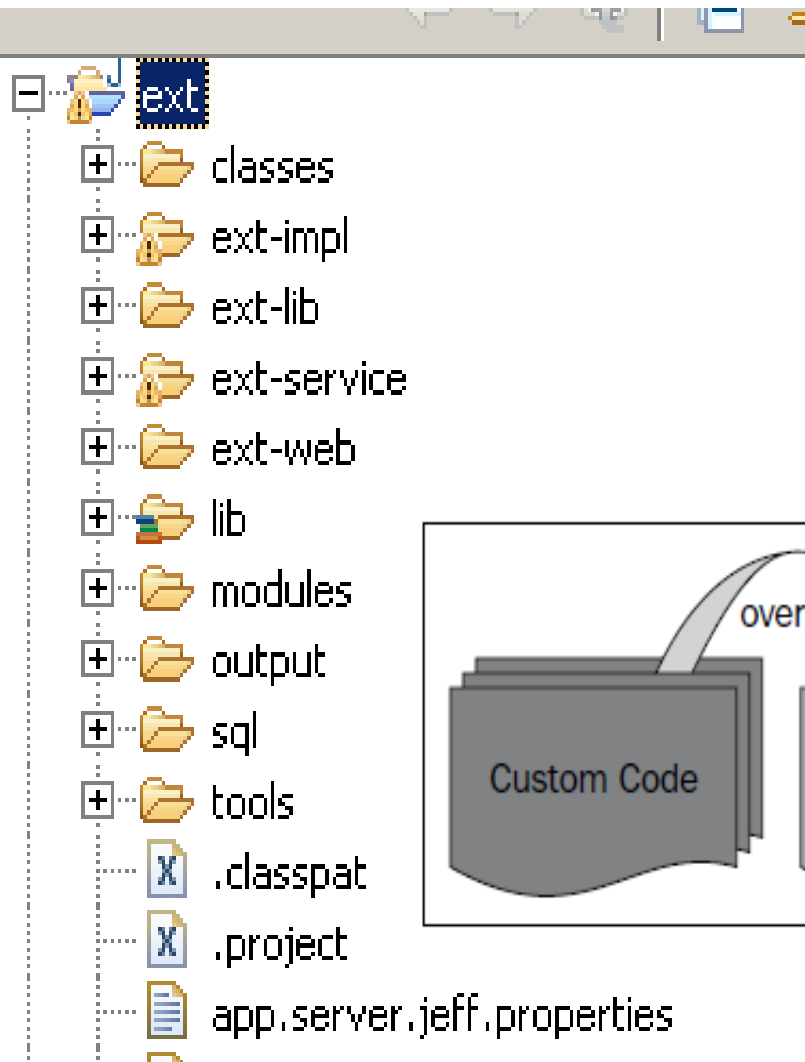 ext
classes
ext-impl
ext-lib
ext-service
ext-web
lib
modules
over
output
sql
Custom Code
tools
.classpat
.project
app.server.jeff.properties